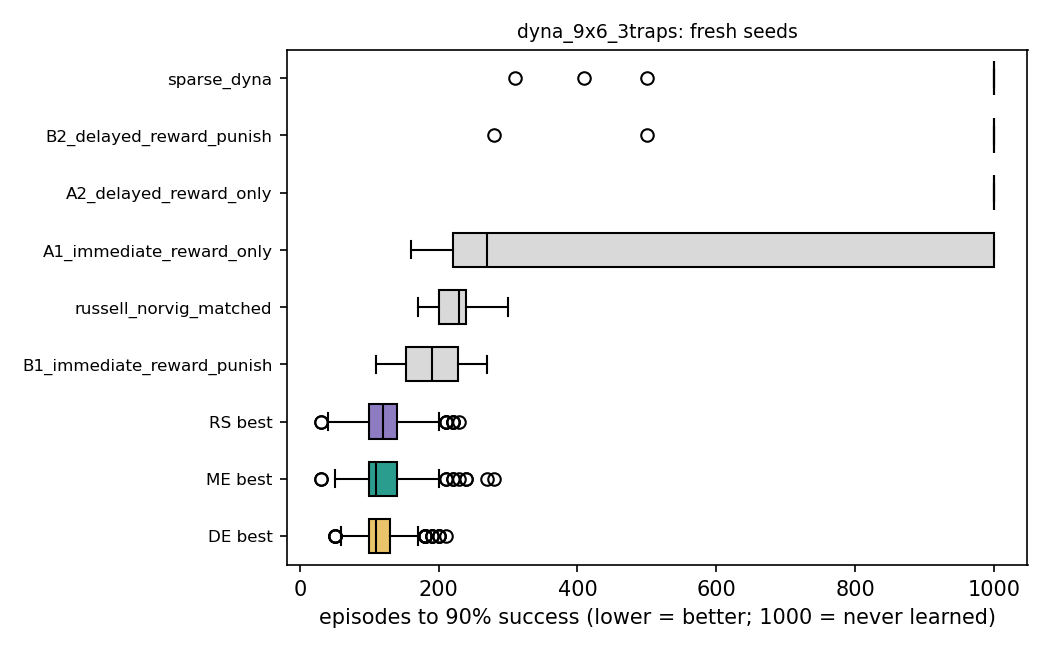 dyna_9x6_3traps: fresh seeds
sparse_dyna
B2_delayed_reward_punish
A2_delayed_reward_only
A1_immediate_reward_only
russell_norvig_matched
B1_immediate_reward_punish
RS best
ME best
DE best
0 200 400 600 800 1000
episodes to 90% success (lower = better; 1000 = never learned)